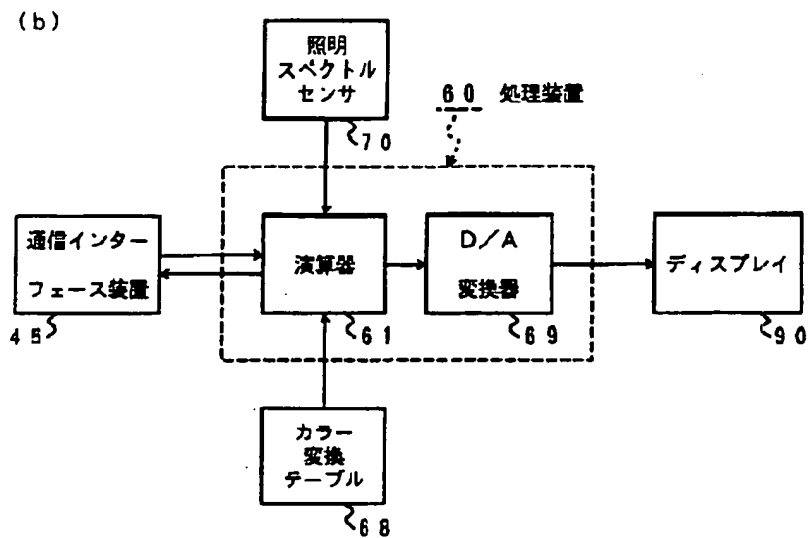 (b)
照明
スペクトル
センサ
70
60 処理装置
通信インター
フェース装置
45
演算器
61
D/A
変換器
69
ディスプレイ
90
カラー
変換
テーブル
68